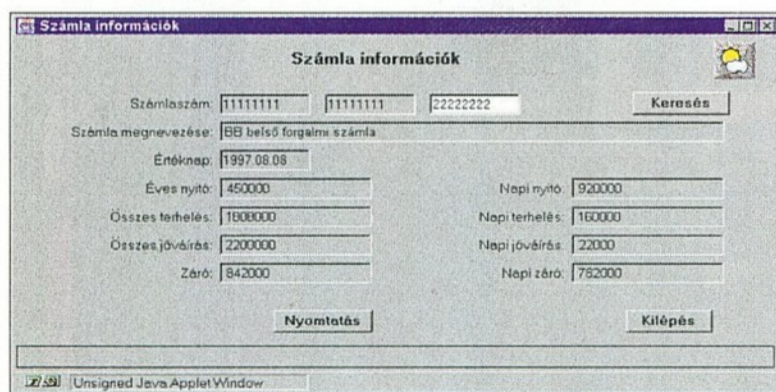 Számla információk
Számla információk
Számlaszám: 11111111 11111111 22222222 Keresés
Számla megnevezése: BB belső forgalmi számla
Értéknap: 1997.08.08
Éves nyitó: 450000 Napi nyitó: 920000
Összes terhelés: 1808000 Napi terhelés: 160000
Összes jóváírás: 2200000 Napi jóváírás: 22000
Záró: 842000 Napi záró: 782000
Nyomtatás Kilépés
Unsigned Java Applet Window